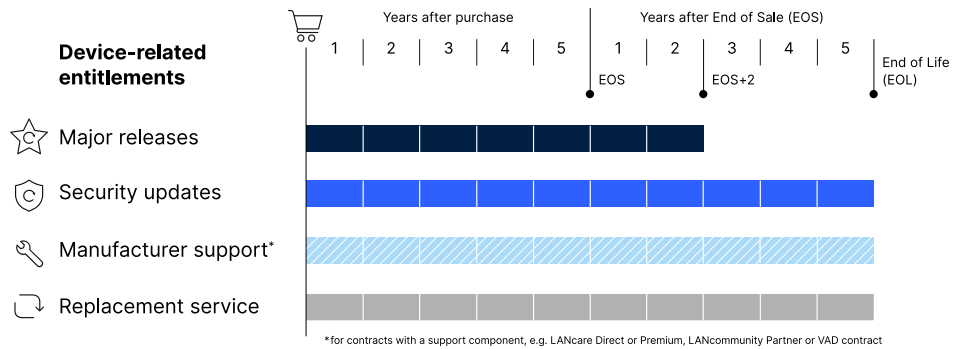 Years after purchase
Years after End of Sale (EOS)
Device-related
entitlements
1 2 3 4 5 1 2 3 4 5
EOS
EOS+2
End of Life
(EOL)
C Major releases
C Security updates
Manufacturer support*
Replacement service
*for contracts with a support component, e.g. LANcare Direct or Premium, LANcommunity Partner or VAD contract